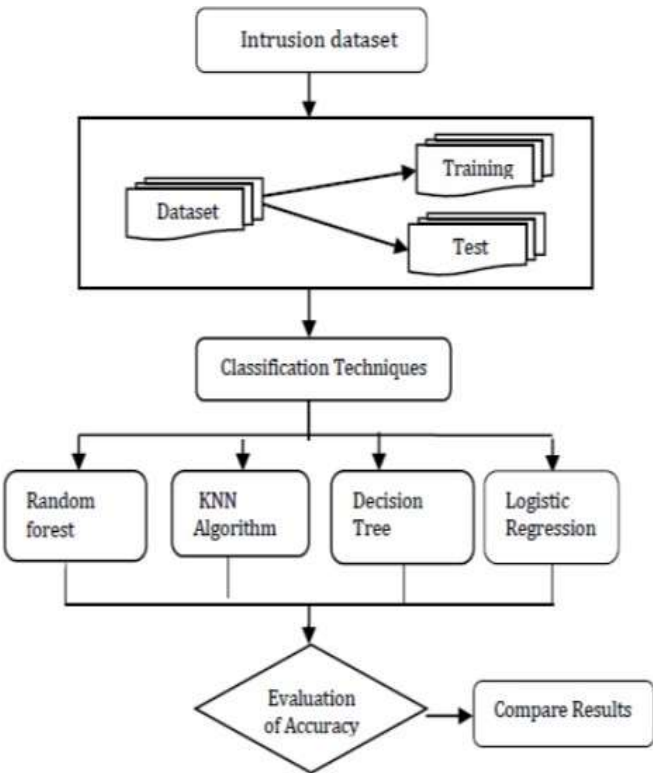 Intrusion dataset
Training
Dataset
Test
Classification Techniques
Random
forest
KNN
Algorithm
Decision
Tree
Logistic
Regression
Evaluation
of Accuracy
Compare Results